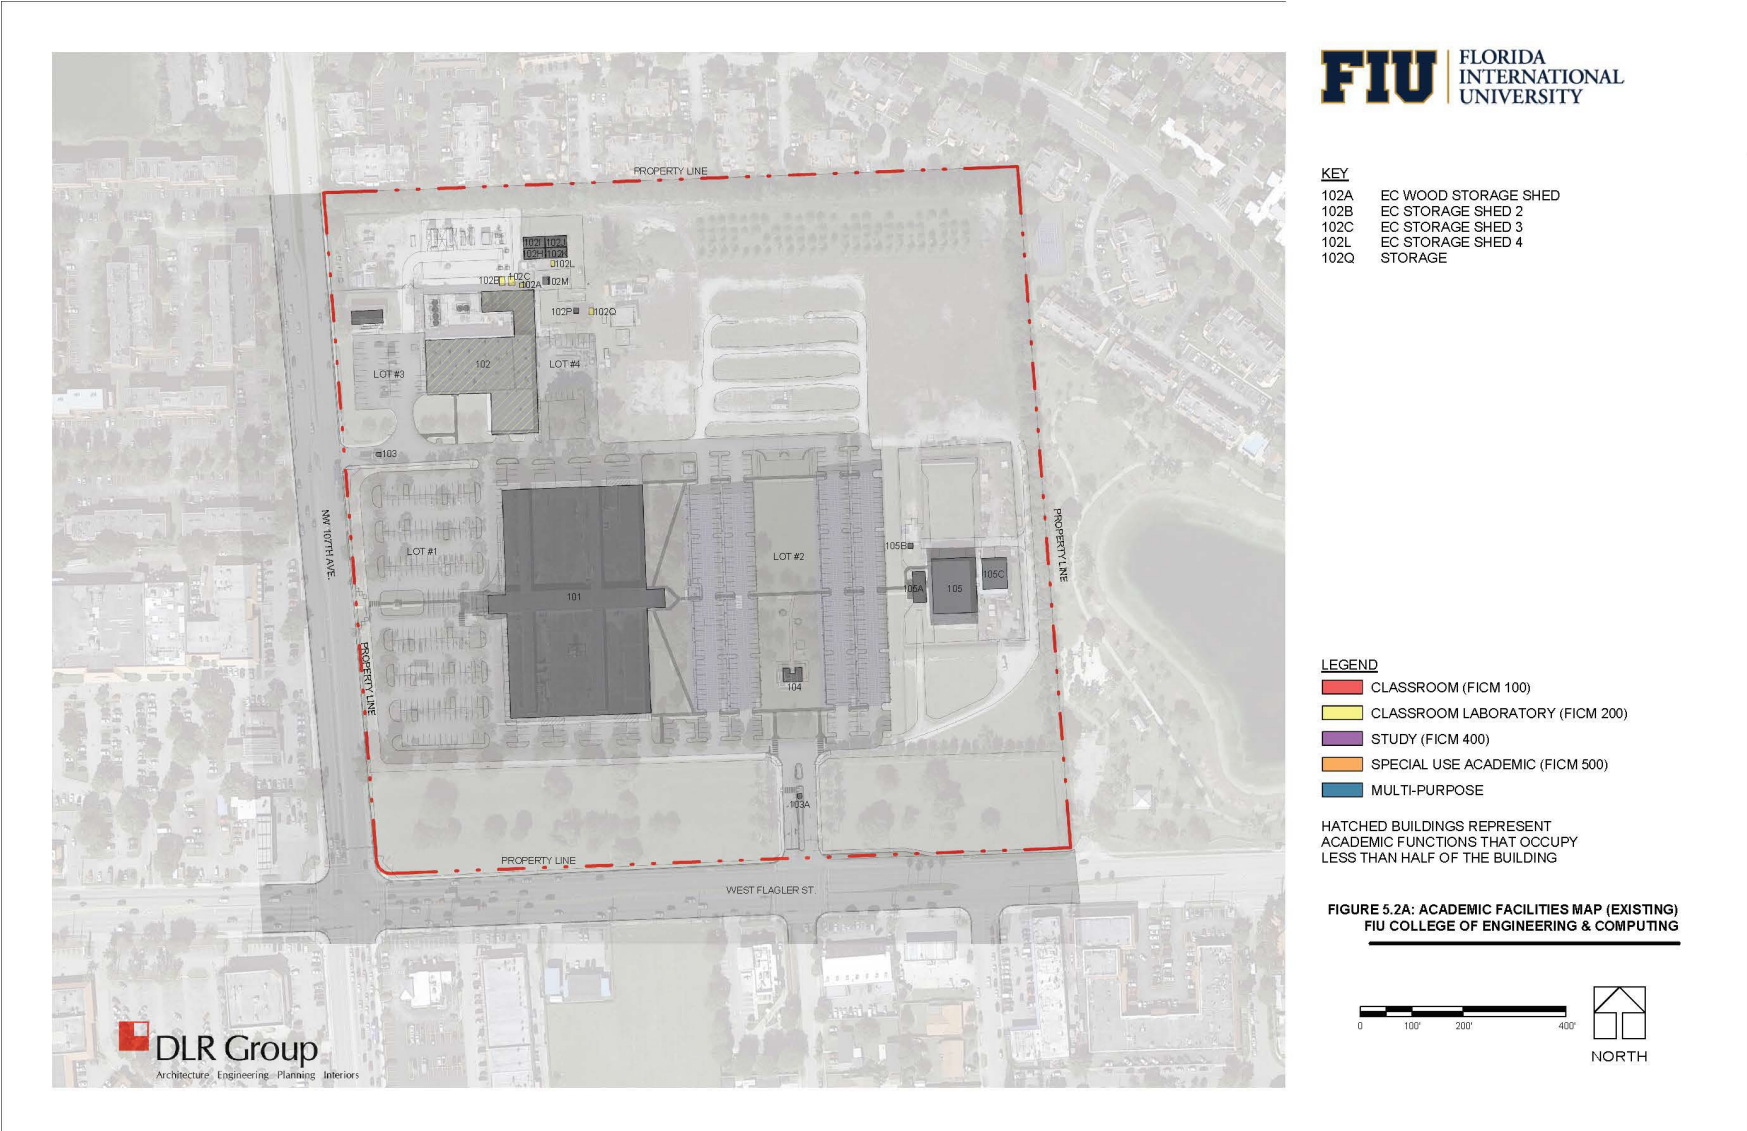 FIU
FLORIDA
INTERNATIONAL
UNIVERSITY
KEY
102A EC WOOD STORAGE SHED
102B EC STORAGE SHED 2
102C EC STORAGE SHED 3
102L EC STORAGE SHED 4
102Q STORAGE
PROPERTY LINE
102I 102J
102H 102K
102L
102B 102C
102A 102M
102P 102Q
102
LOT #3
LOT #4
103
NW 107TH AVE.
LOT #1
101
LOT #2
105B
105A
105
105C
PROPERTY LINE
PROPERTY LINE
104
103A
PROPERTY LINE
WEST FLAGLER ST.
LEGEND
CLASSROOM (FICM 100)
CLASSROOM LABORATORY (FICM 200)
STUDY (FICM 400)
SPECIAL USE ACADEMIC (FICM 500)
MULTI-PURPOSE
HATCHED BUILDINGS REPRESENT
ACADEMIC FUNCTIONS THAT OCCUPY
LESS THAN HALF OF THE BUILDING
FIGURE 5.2A: ACADEMIC FACILITIES MAP (EXISTING)
FIU COLLEGE OF ENGINEERING & COMPUTING
0 100' 200' 400'
NORTH
DLR Group
Architecture Engineering Planning Interiors